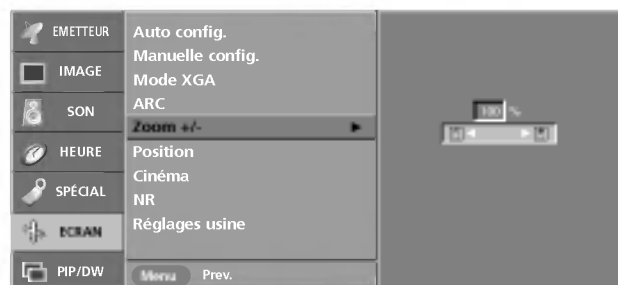 EMETTEUR
IMAGE
SON
HEURE
SPÉCIAL
ECRAN
PIP/DW
Auto config.
Manuelle config.
Mode XGA
ARC
Zoom +/-
Position
Cinéma
NR
Réglages usine
Menu Prev.
100 %